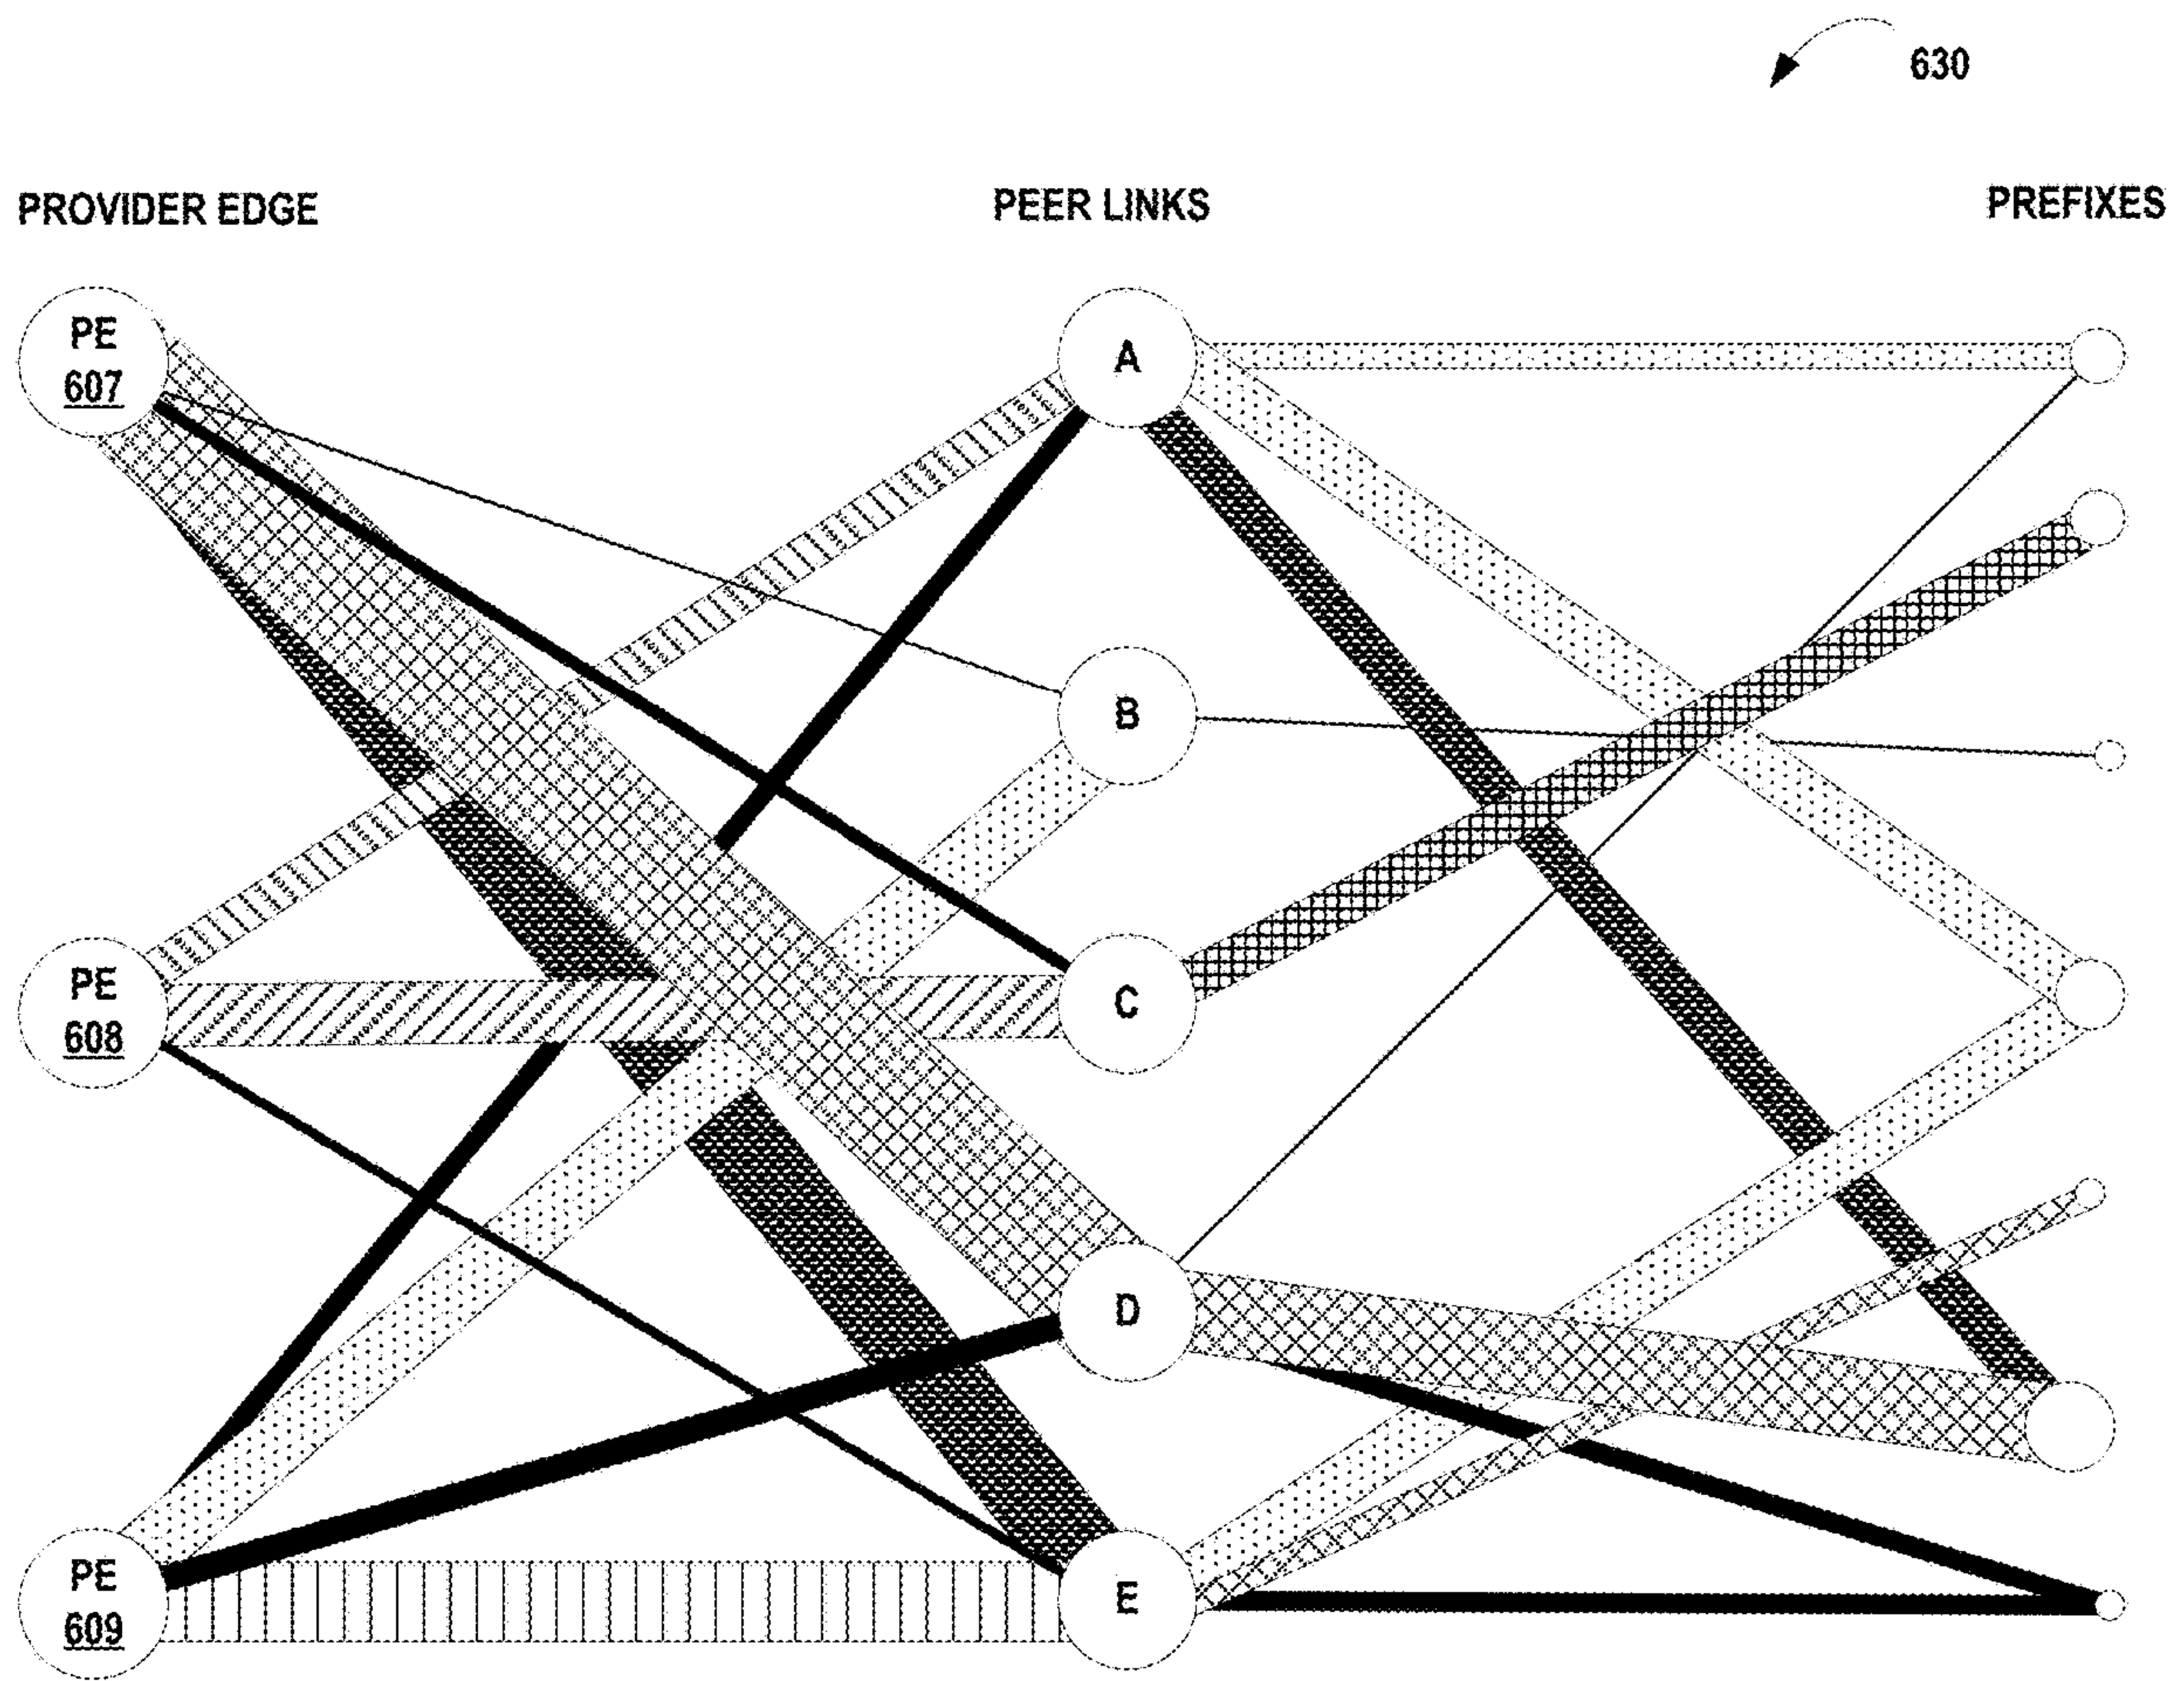 630
PROVIDER EDGE
PEER LINKS
PREFIXES
PE
607
A
B
PE
608
C
D
PE
609
E